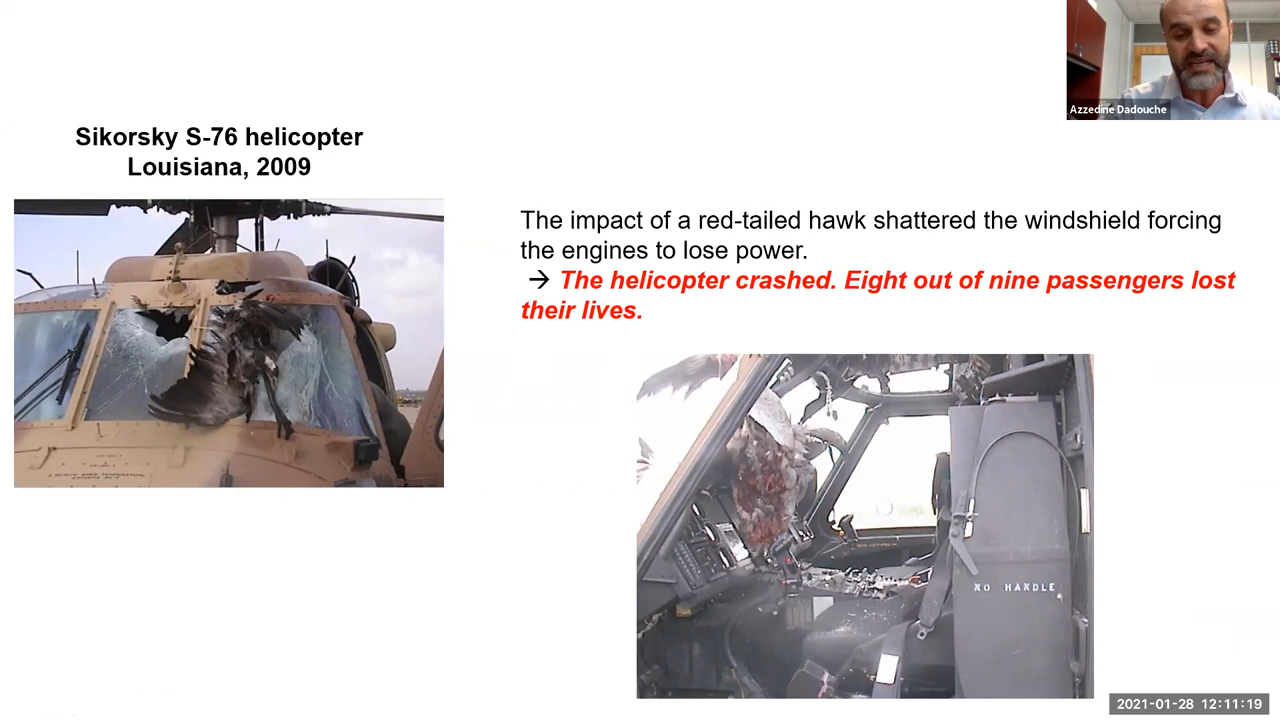 Azzedine Dadouche
Sikorsky S-76 helicopter
Louisiana, 2009
The impact of a red-tailed hawk shattered the windshield forcing
the engines to lose power.
→ The helicopter crashed. Eight out of nine passengers lost
their lives.
NO HANDLE
2021-01-28 12:11:19